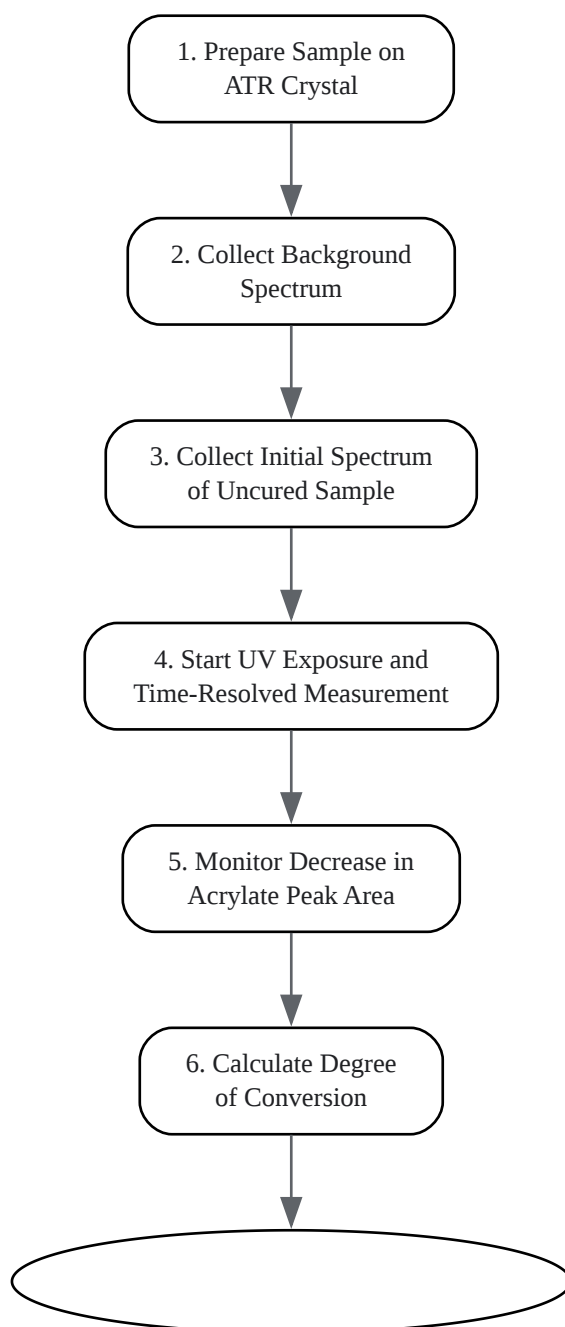 1. Prepare Sample on
ATR Crystal
2. Collect Background
Spectrum
3. Collect Initial Spectrum
of Uncured Sample
4. Start UV Exposure and
Time-Resolved Measurement
5. Monitor Decrease in
Acrylate Peak Area
6. Calculate Degree
of Conversion